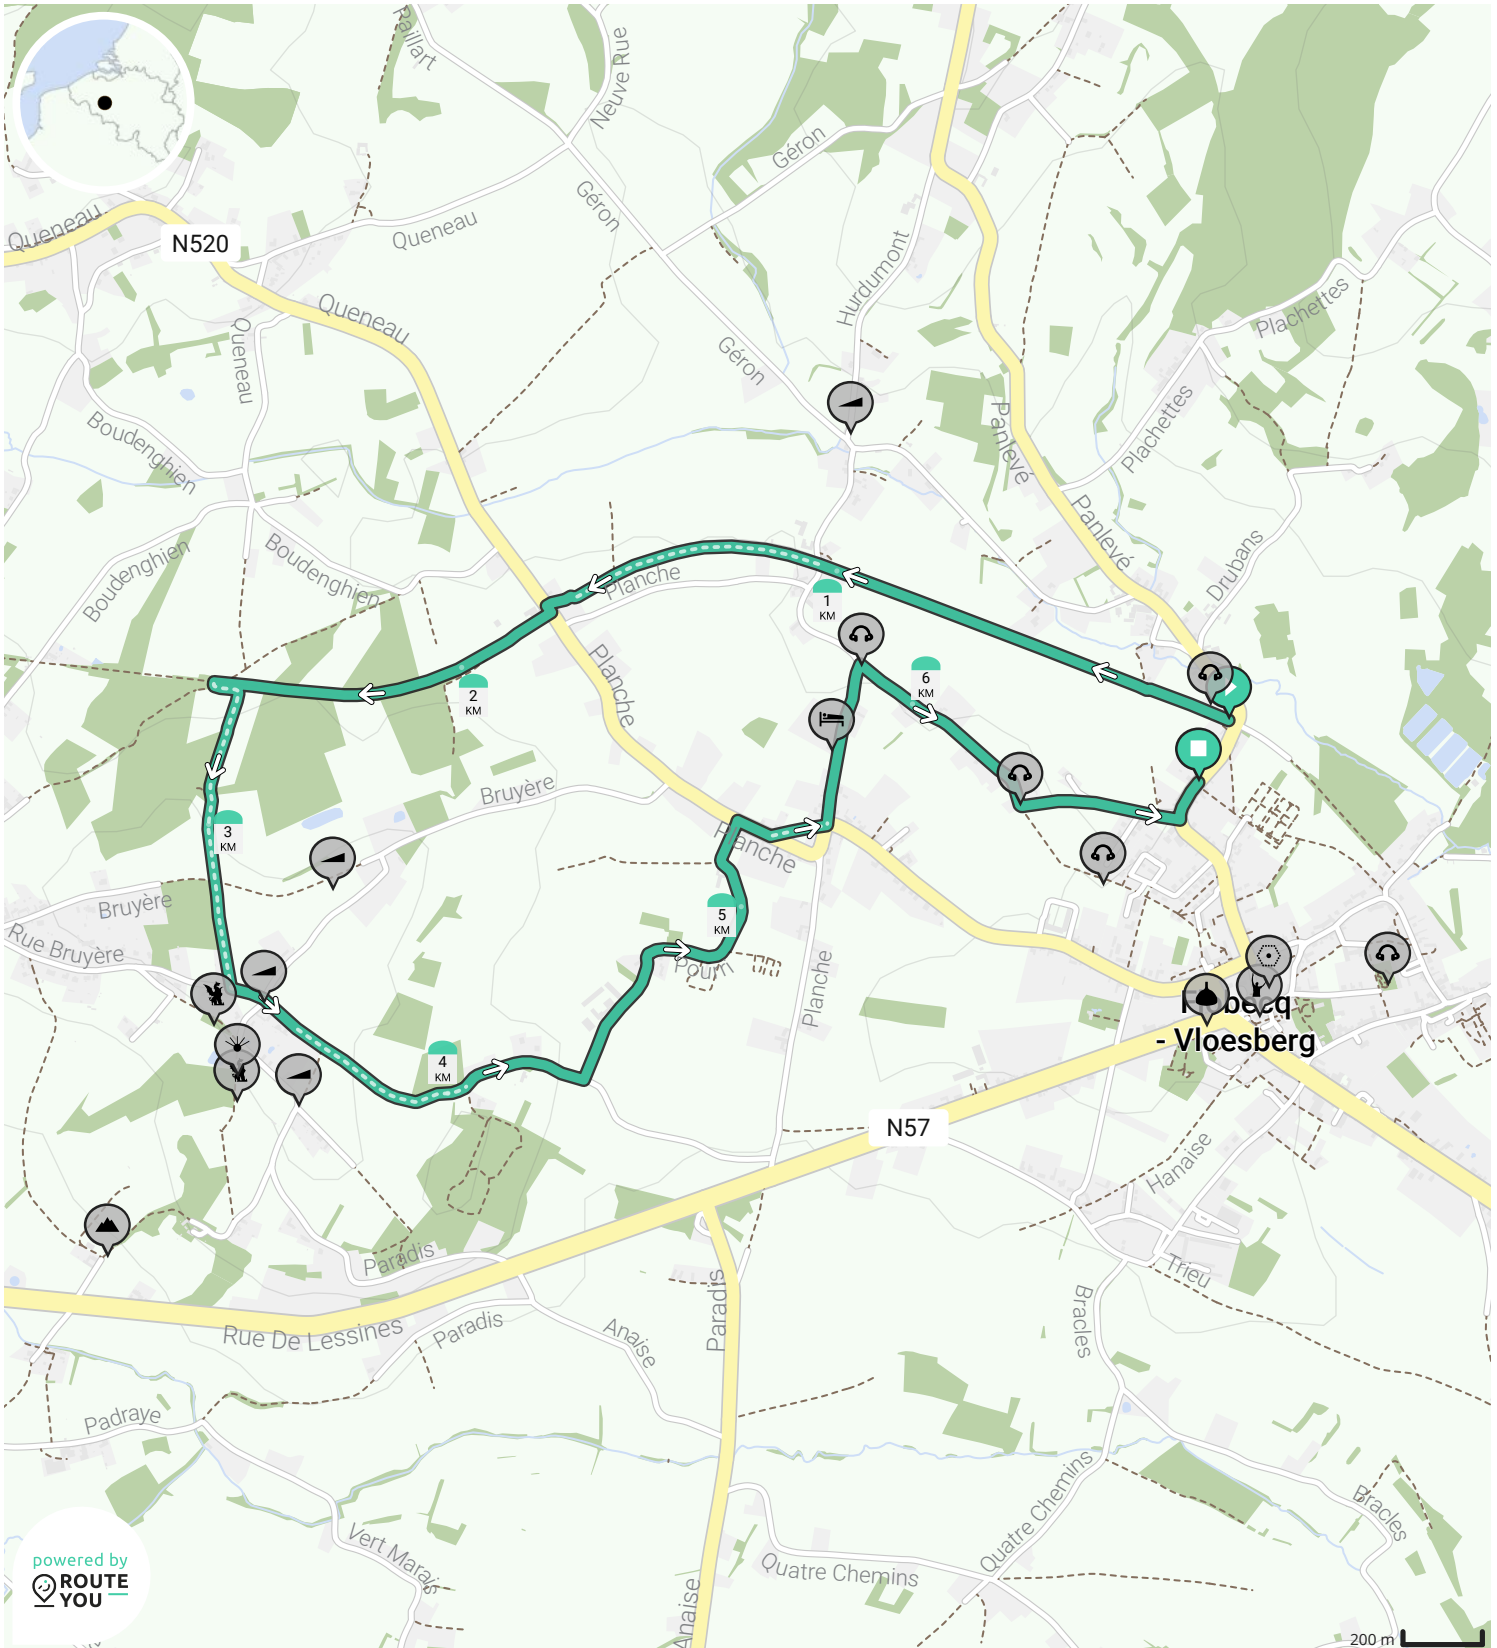 Raillart
Neuve Rue
Géron
Queneau
N520
Queneau
Géron
Hurdumont
Queneau
Queneau
Plachettes
Géron
Panlevé
Plachettes
Boudenghien
Panlevé
Boudenghien
Boudenghien
Drubans
Planche
1
KM
6
KM
2
KM
Planche
Bruyère
3
KM
Planche
Bruyère
Rue Bruyère
5
KM
Pourn
Planche
4
KM
- Vloesberg
N57
Hanaise
Paradis
Trieu
Paradis
Rue De Lessines
Paradis
Anaise
Bracles
Padraye
Quatre Chemins
Bracles
Vert Marais
Quatre Chemins
Anaise
powered by
ROUTE
YOU
200 m